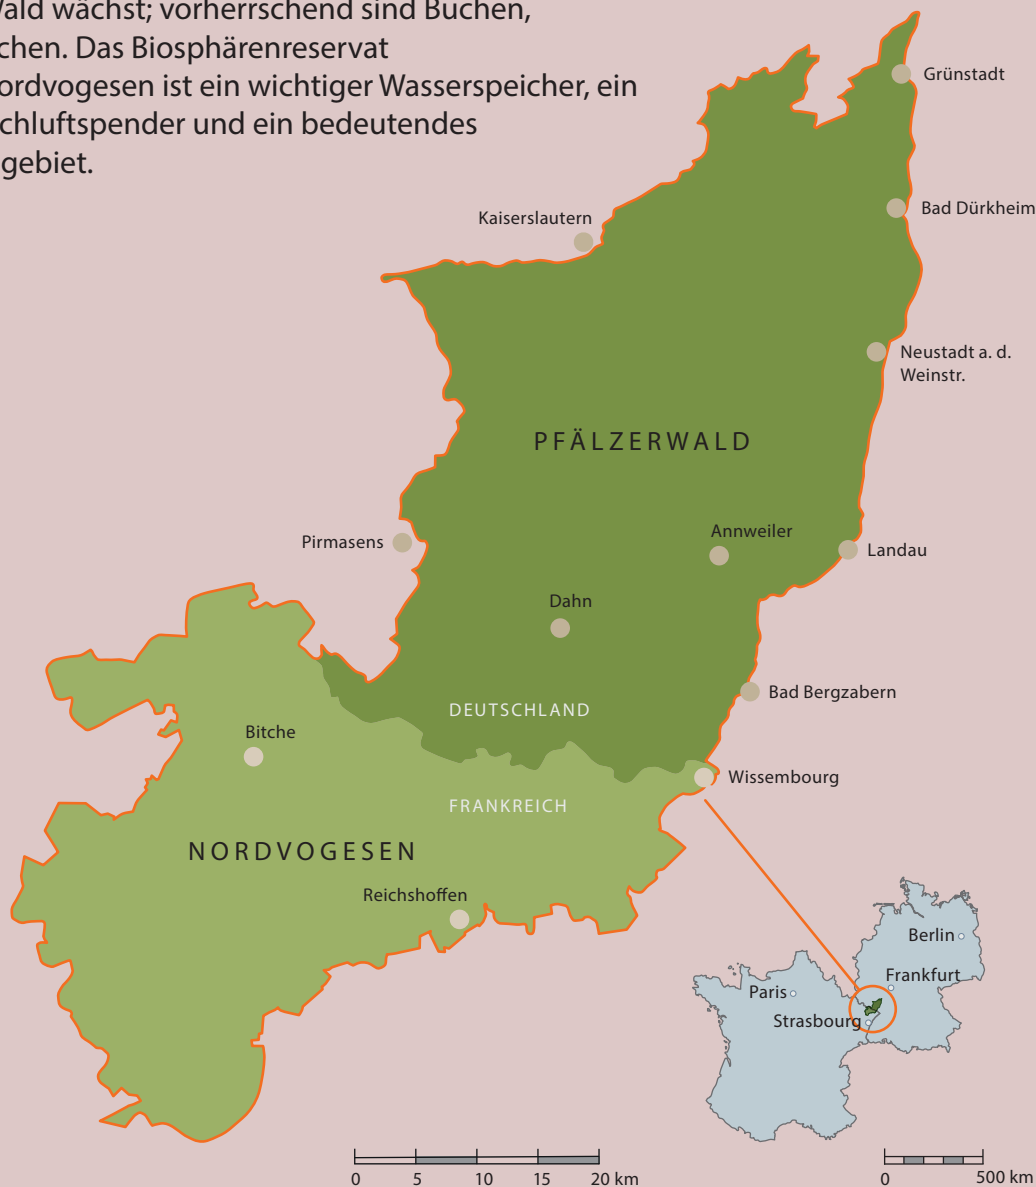 Wald wächst; vorherrschend sind Buchen,
chen. Das Biosphärenreservat
ordvogesen ist ein wichtiger Wasserspeicher, ein
chluftspender und ein bedeutendes
gebiet.
Grünstadt
Bad Dürkheim
Kaiserslautern
Neustadt a. d.
Weinstr.
PFÄLZERWALD
Annweiler
Pirmasens
Landau
Dahn
Bad Bergzabern
DEUTSCHLAND
Bitche
Wissembourg
FRANKREICH
NORDVOGESEN
Reichshoffen
Berlin
Frankfurt
Paris
Strasbourg
0 5 10 15 20 km
0 500 km